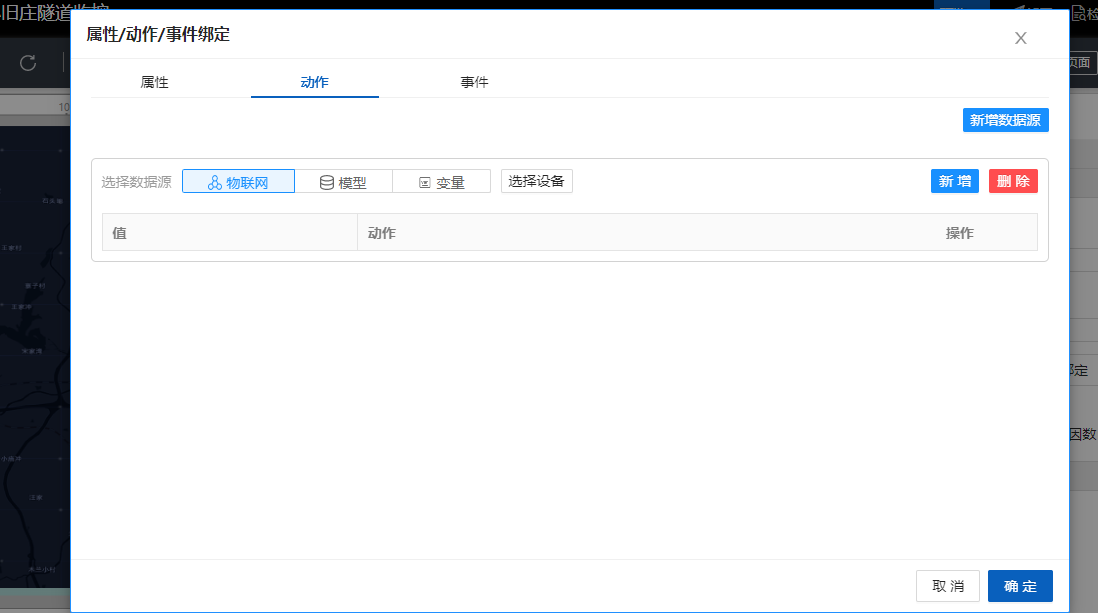 旧庄隧道监控
属性/动作/事件绑定
X
页面
属性
动作
事件
10
新增数据源
选择数据源
物联网
模型
变量
选择设备
新 增
删 除
值
动作
操作
绑定
因数
取 消
确 定